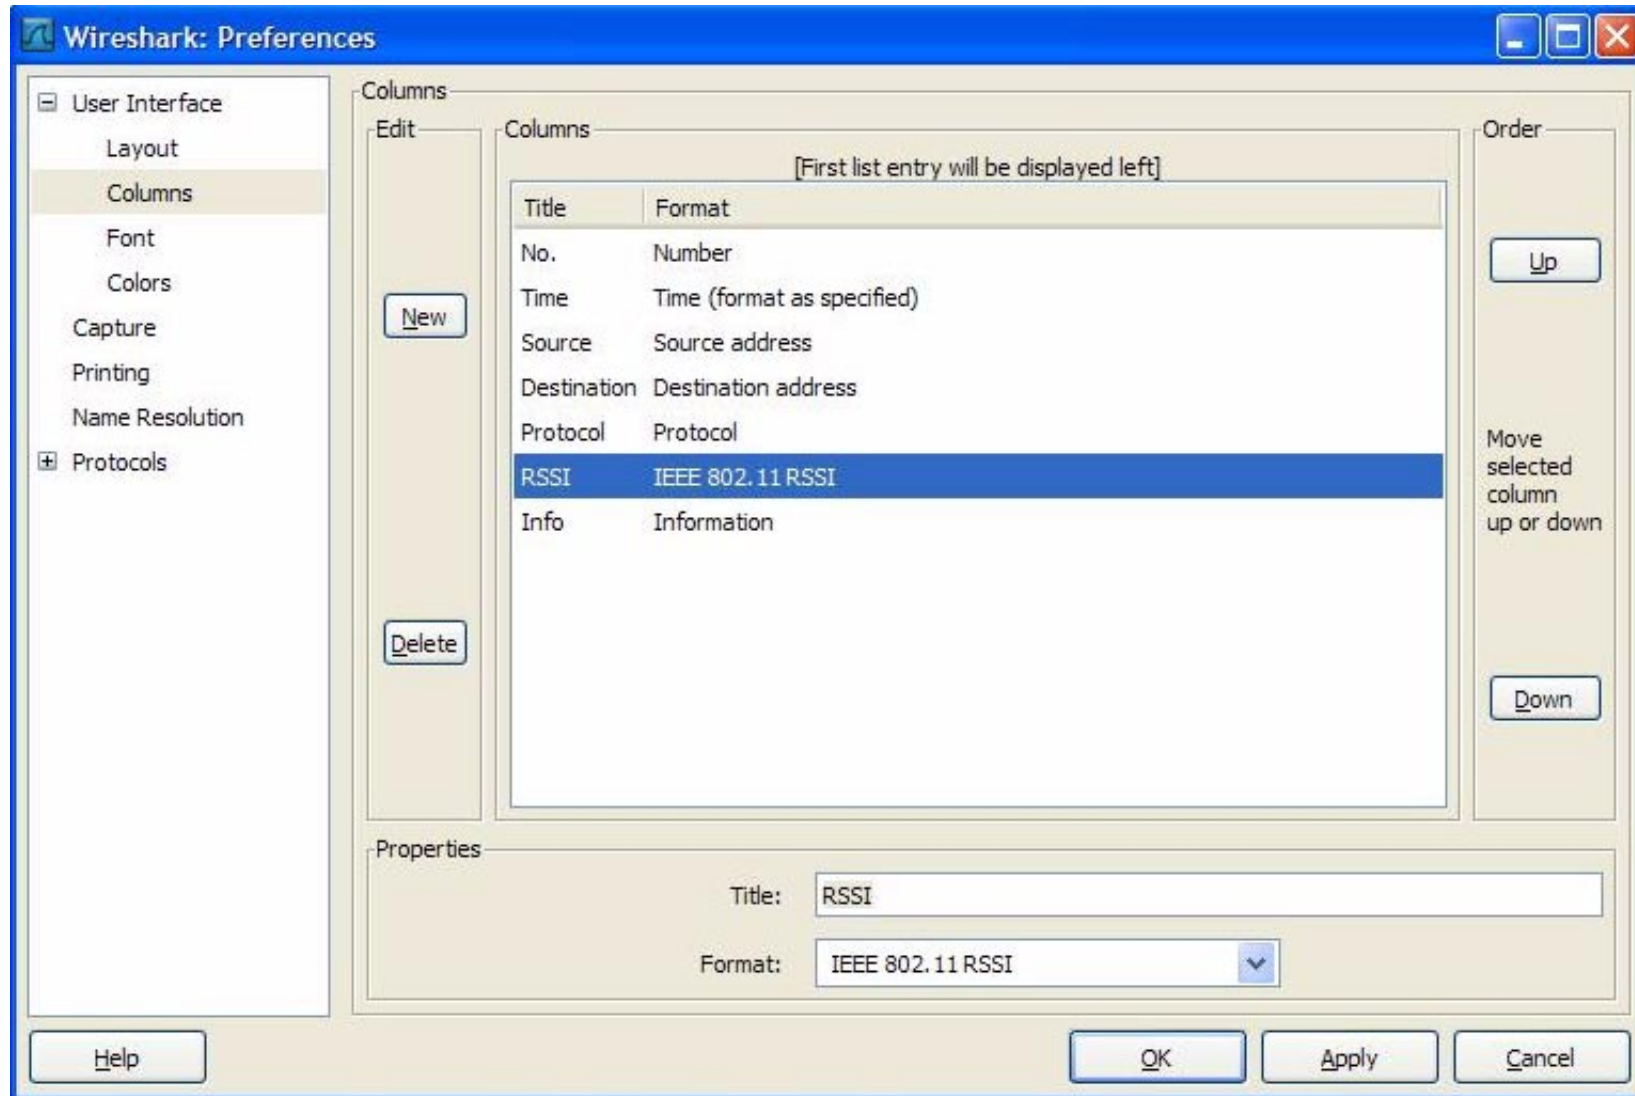 Wireshark: Preferences
User Interface
Layout
Columns
Font
Colors
Capture
Printing
Name Resolution
Protocols
Columns
Edit
New
Delete
Columns
[First list entry will be displayed left]
Title Format
No. Number
Time Time (format as specified)
Source Source address
Destination Destination address
Protocol Protocol
RSSI IEEE 802.11 RSSI
Info Information
Order
Up
Move
selected
column
up or down
Down
Properties
Title: RSSI
Format: IEEE 802.11 RSSI
Help OK Apply Cancel